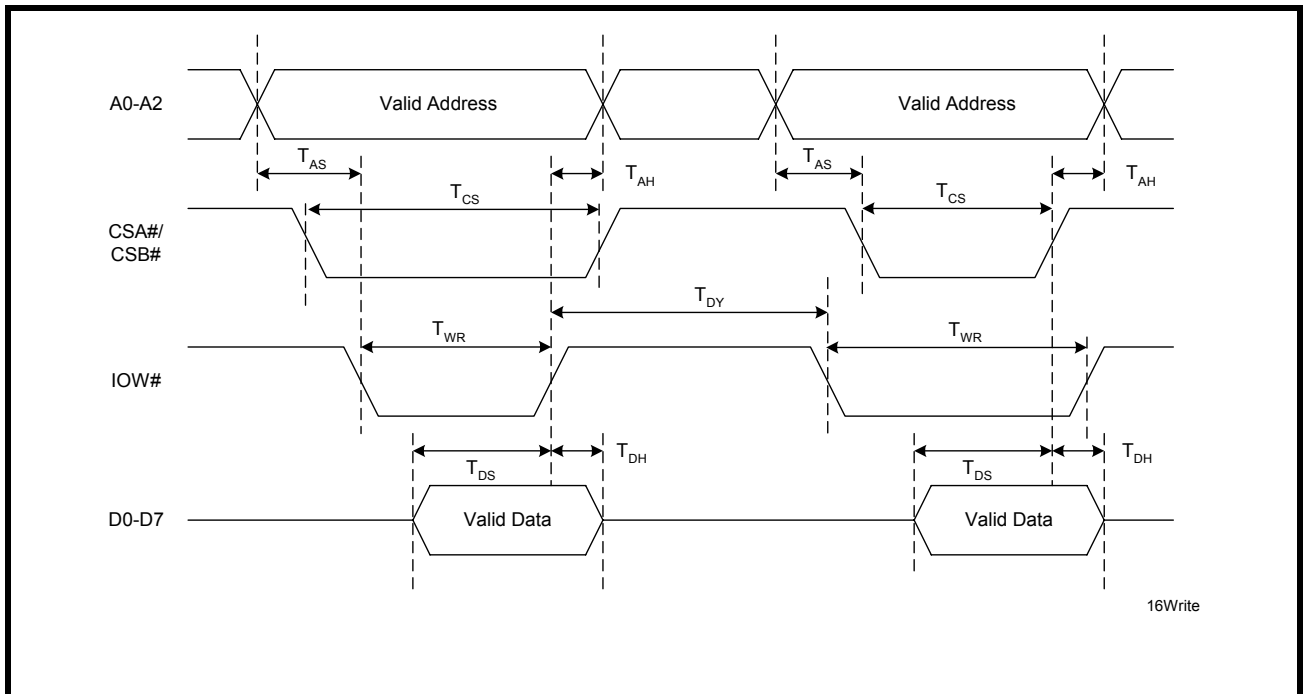 A0-A2
Valid Address
Valid Address
TAS
TAH
TAS
TAH
TCS
TCS
CSA#/
CSB#
TDY
TWR
TWR
IOW#
TDS
TDH
TDS
TDH
D0-D7
Valid Data
Valid Data
16Write